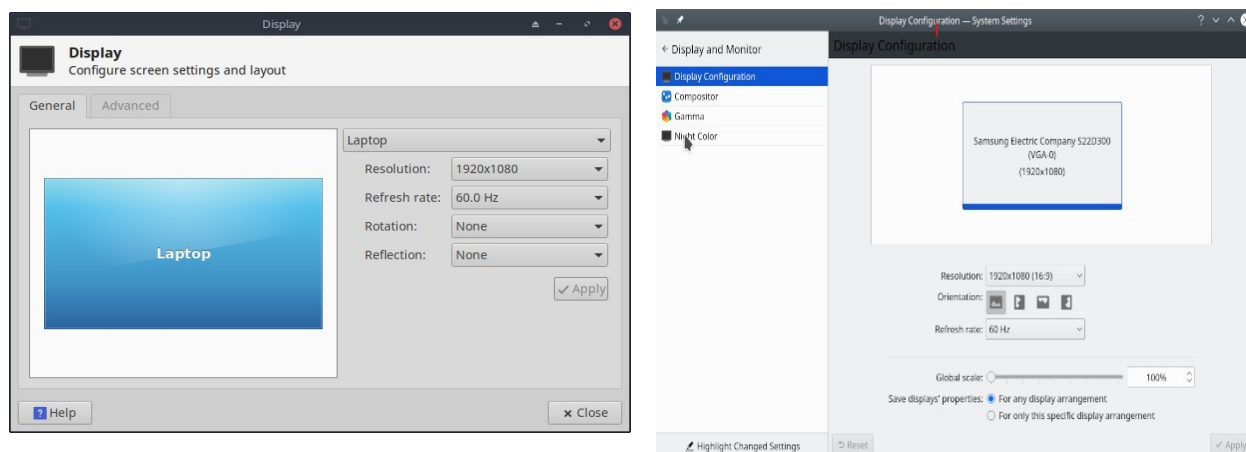 Display
Display
Configure screen settings and layout
General
Advanced
Laptop
Laptop
Resolution: 1920x1080
Refresh rate: 60.0 Hz
Rotation: None
Reflection: None
Apply
Help
Close
Display Configuration — System Settings
Display and Monitor
Display Configuration
Compositor
Gamma
Night Color
Highlight Changed Settings
Display Configuration
Samsung Electric Company S22D300
(VGA-0)
(1920x1080)
Resolution: 1920x1080 (16:9)
Orientation:
Refresh rate: 60 Hz
Global scale: 100%
Save displays' properties: For any display arrangement
For only this specific display arrangement
Reset
Apply